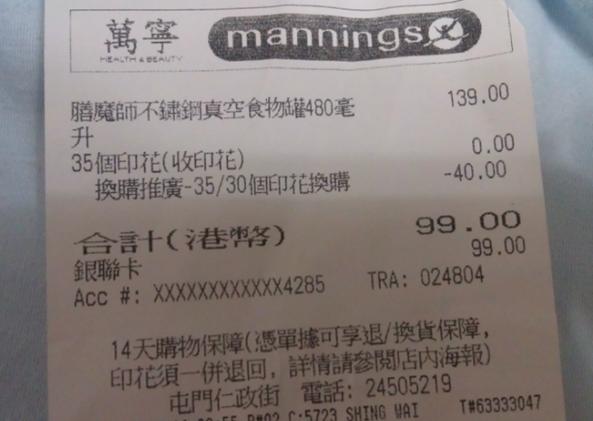 萬寧
HEALTH & BEAUTY
mannings
膳魔師不鏽鋼真空食物罐480毫 139.00
升
35個印花(收印花) 0.00
換購推廣-35/30個印花換購 -40.00
合計(港幣) 99.00
銀聯卡 99.00
Acc #: XXXXXXXXXXXX4285 TRA: 024804
14天購物保障(憑單據可享退/換貨保障,
印花須一併退回, 詳情請參閱店內海報)
屯門仁政街 電話: 24505219
C:5723 SHING WAI T#63333047